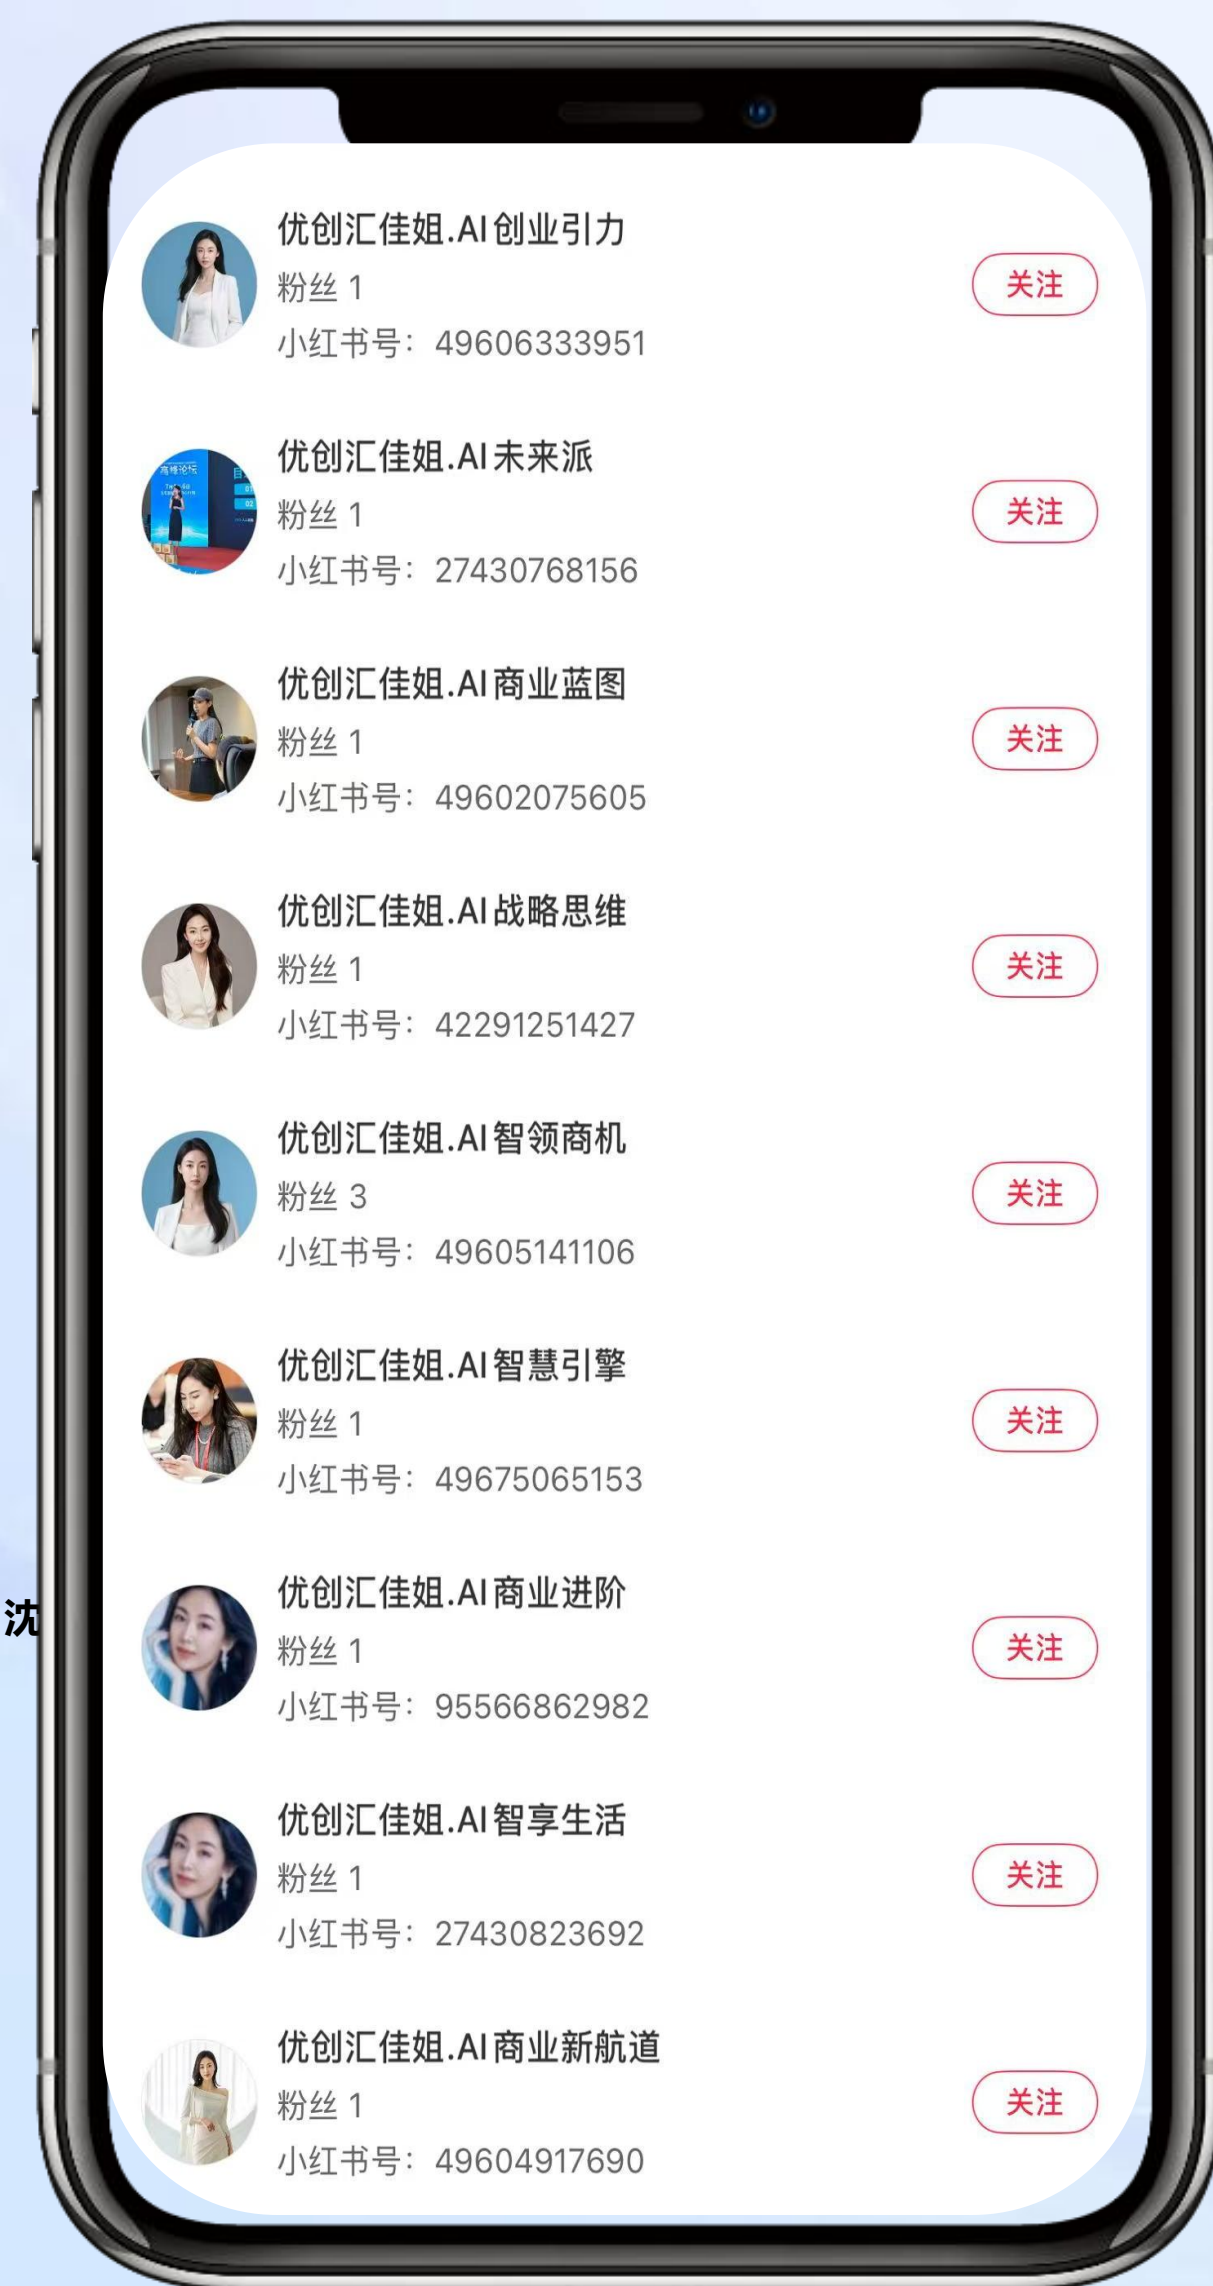 优创汇佳姐.AI创业引力
粉丝 1
小红书号：49606333951
关注
优创汇佳姐.AI未来派
粉丝 1
小红书号：27430768156
关注
高峰论坛
01
02
优创汇佳姐.AI商业蓝图
粉丝 1
小红书号：49602075605
关注
优创汇佳姐.AI战略思维
粉丝 1
小红书号：42291251427
关注
优创汇佳姐.AI智领商机
粉丝 3
小红书号：49605141106
关注
优创汇佳姐.AI智慧引擎
粉丝 1
小红书号：49675065153
关注
沈
优创汇佳姐.AI商业进阶
粉丝 1
小红书号：95566862982
关注
优创汇佳姐.AI智享生活
粉丝 1
小红书号：27430823692
关注
优创汇佳姐.AI商业新航道
粉丝 1
小红书号：49604917690
关注